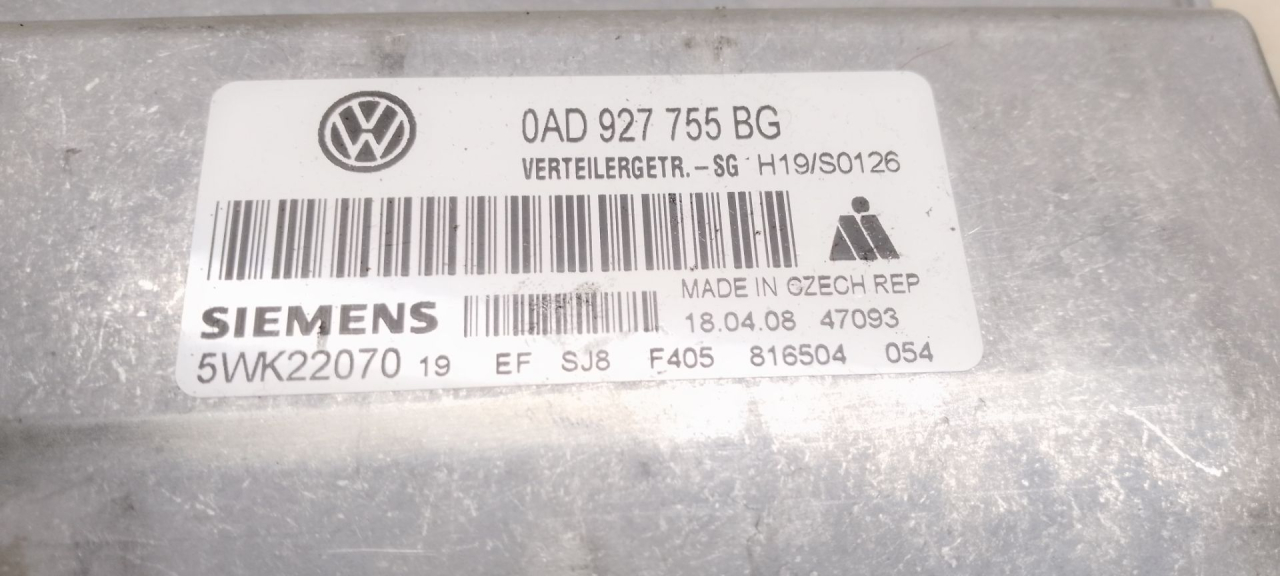 0AD 927 755 BG
VERTEILERGETR.-SG H19/S0126
MADE IN CZECH REP
SIEMENS 18.04.08 47093
5WK22070 19 EF SJ8 F405 816504 054